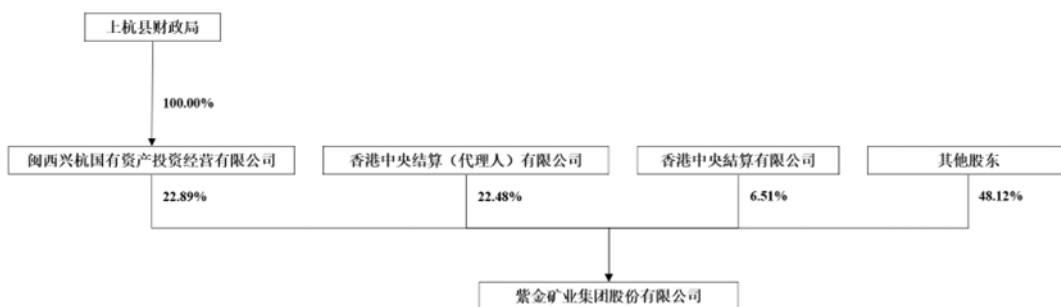 上杭县财政局
100.00%
闽西兴杭国有资产投资经营有限公司
香港中央结算（代理人）有限公司
香港中央結算有限公司
其他股东
22.89%
22.48%
6.51%
48.12%
紫金矿业集团股份有限公司